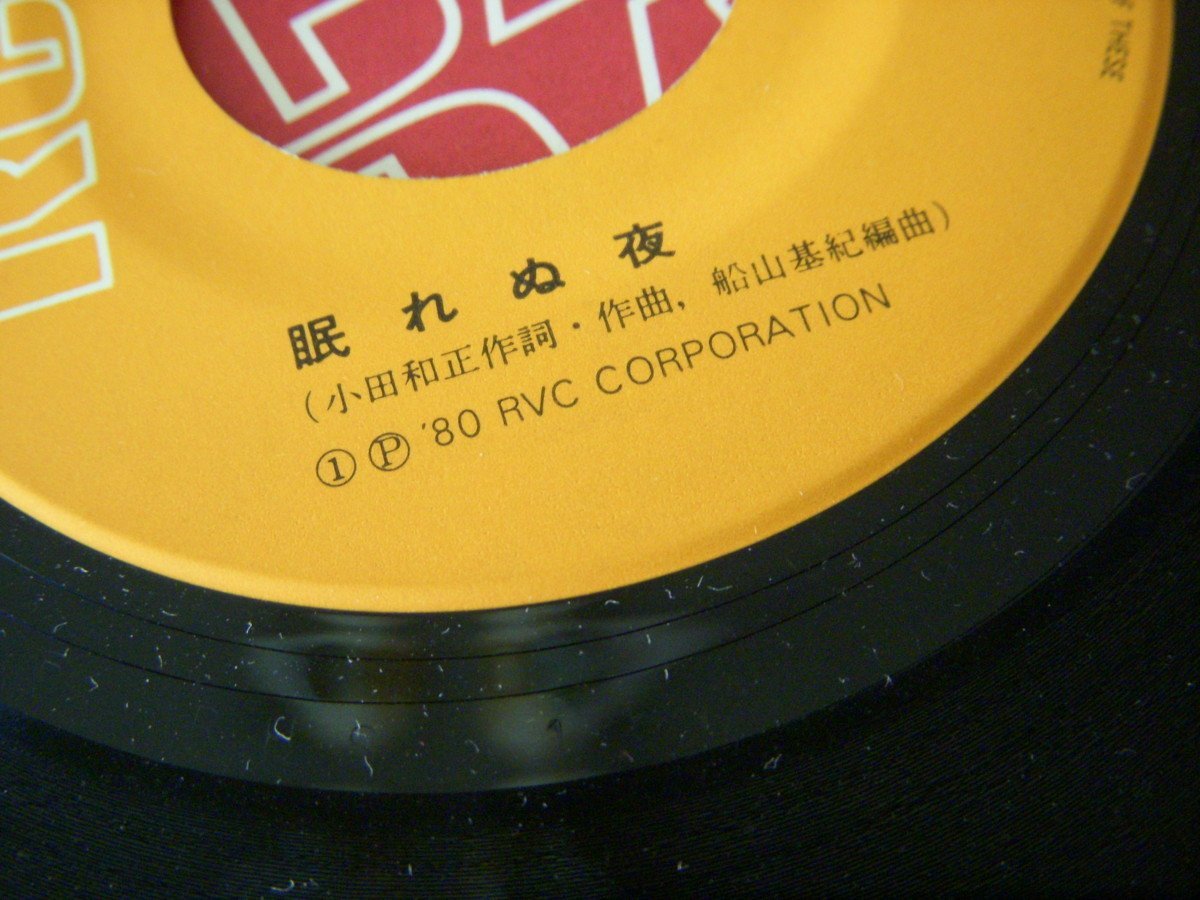 眠れぬ夜
(小田和正作詞・作曲, 船山基紀編曲)
① Ⓟ '80 RVC CORPORATION
THESE